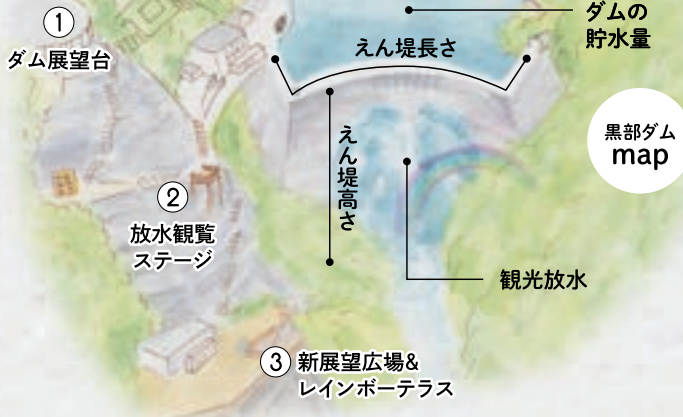 ①
ダム展望台
ダムの
貯水量
えん堤長さ
えん堤高さ
黒部ダム
map
②
放水観覧
ステージ
観光放水
③ 新展望広場&
レインボーテラス